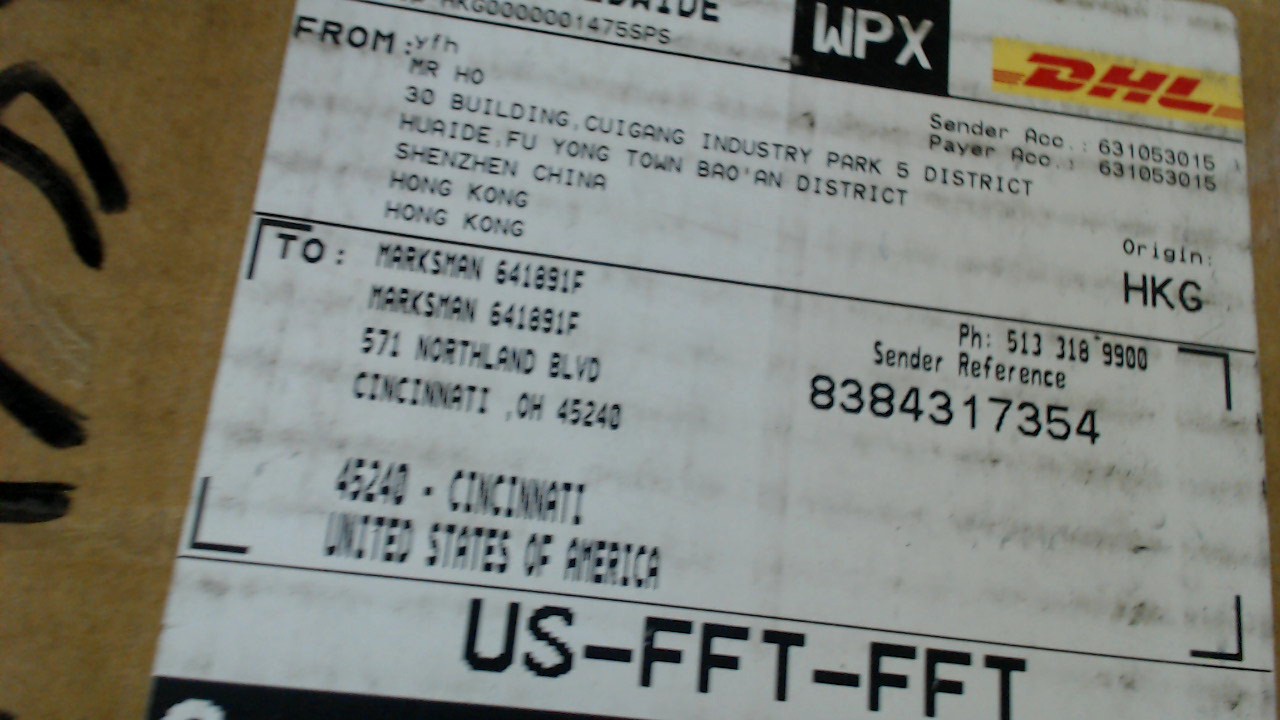 HKG0000001475SPS
WPX
DHL
FROM :yfh
MR HO
30 BUILDING,CUIGANG INDUSTRY PARK 5 DISTRICT
HUAIDE,FU YONG TOWN BAO'AN DISTRICT
SHENZHEN CHINA
HONG KONG
HONG KONG
Sender Acc.: 631053015
Payer Acc.: 631053015
Origin:
HKG
TO: MARKSMAN 641891F
MARKSMAN 641891F
571 NORTHLAND BLVD
CINCINNATI ,OH 45240
45240 - CINCINNATI
UNITED STATES OF AMERICA
Ph: 513 318 9900
Sender Reference
8384317354
US-FFT-FFT